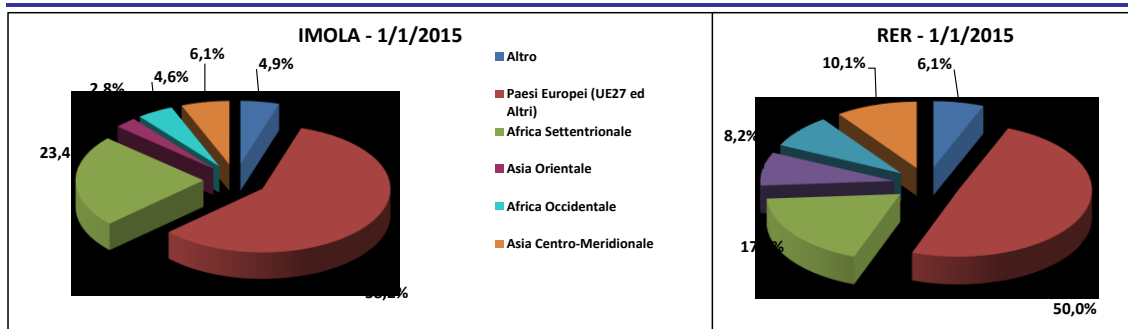 IMOLA - 1/1/2015
6,1%
4,9%
4,6%
2,8%
23,4
Altro
Paesi Europei (UE27 ed
Altri)
Africa Settentrionale
Asia Orientale
Africa Occidentale
Asia Centro-Meridionale
RER - 1/1/2015
10,1%
6,1%
8,2%
50,0%